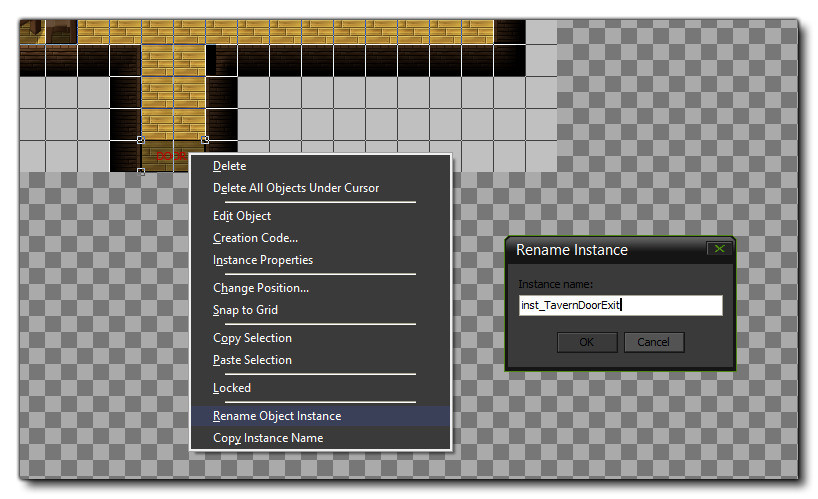 Delete
Delete All Objects Under Cursor
Edit Object
Creation Code...
Instance Properties
Change Position...
Snap to Grid
Copy Selection
Paste Selection
Locked
Rename Object Instance
Copy Instance Name
Rename Instance
Instance name:
inst_TavernDoorExit
OK
Cancel